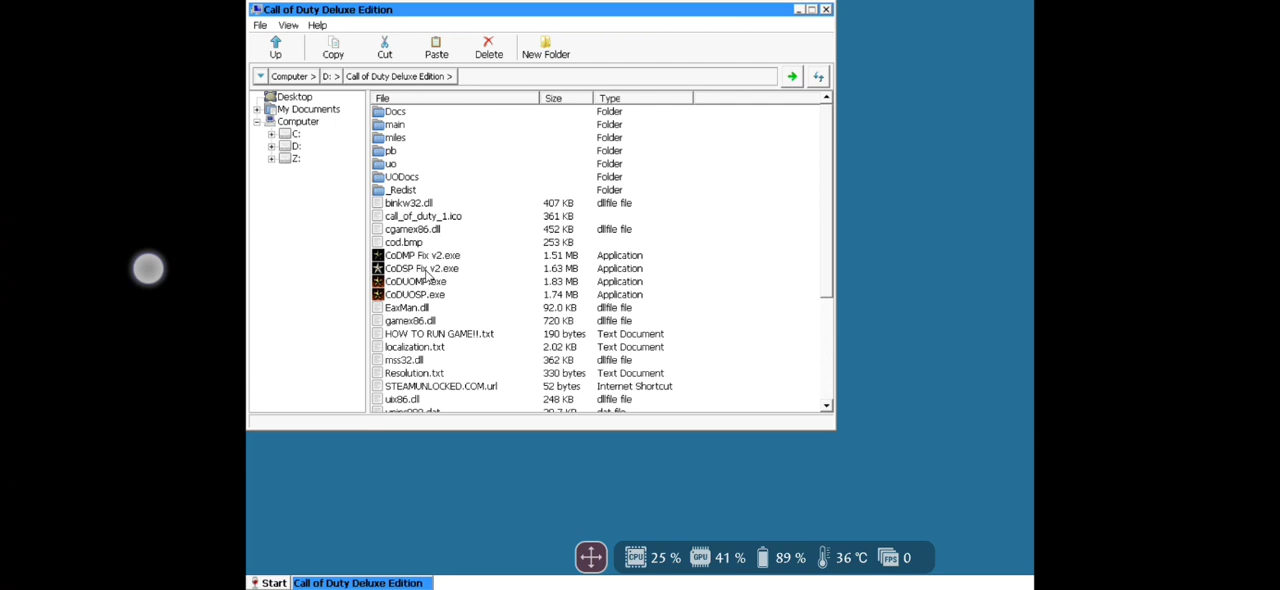 Call of Duty Deluxe Edition
File View Help
Up Copy Cut Paste Delete New Folder
Computer > D: > Call of Duty Deluxe Edition >
Desktop
My Documents
Computer
C:
D:
Z:
File Size Type
Docs Folder
main Folder
miles Folder
pb Folder
uo Folder
UODocs Folder
_Redist Folder
binkw32.dll 407 KB dllfile file
call_of_duty_1.ico 361 KB
cgamex86.dll 452 KB dllfile file
cod.bmp 253 KB
CoDMP Fix v2.exe 1.51 MB Application
CoDSP Fix v2.exe 1.63 MB Application
CoDUOMP.exe 1.83 MB Application
CoDUOSP.exe 1.74 MB Application
EaxMan.dll 92.0 KB dllfile file
gamex86.dll 720 KB dllfile file
HOW TO RUN GAME!!.txt 190 bytes Text Document
localization.txt 2.02 KB Text Document
mss32.dll 362 KB dllfile file
Resolution.txt 330 bytes Text Document
STEAMUNLOCKED.COM.url 52 bytes Internet Shortcut
uix86.dll 248 KB dllfile file
CPU 25 % GPU 41 % 89 % 36 °C FPS 0
Start Call of Duty Deluxe Edition